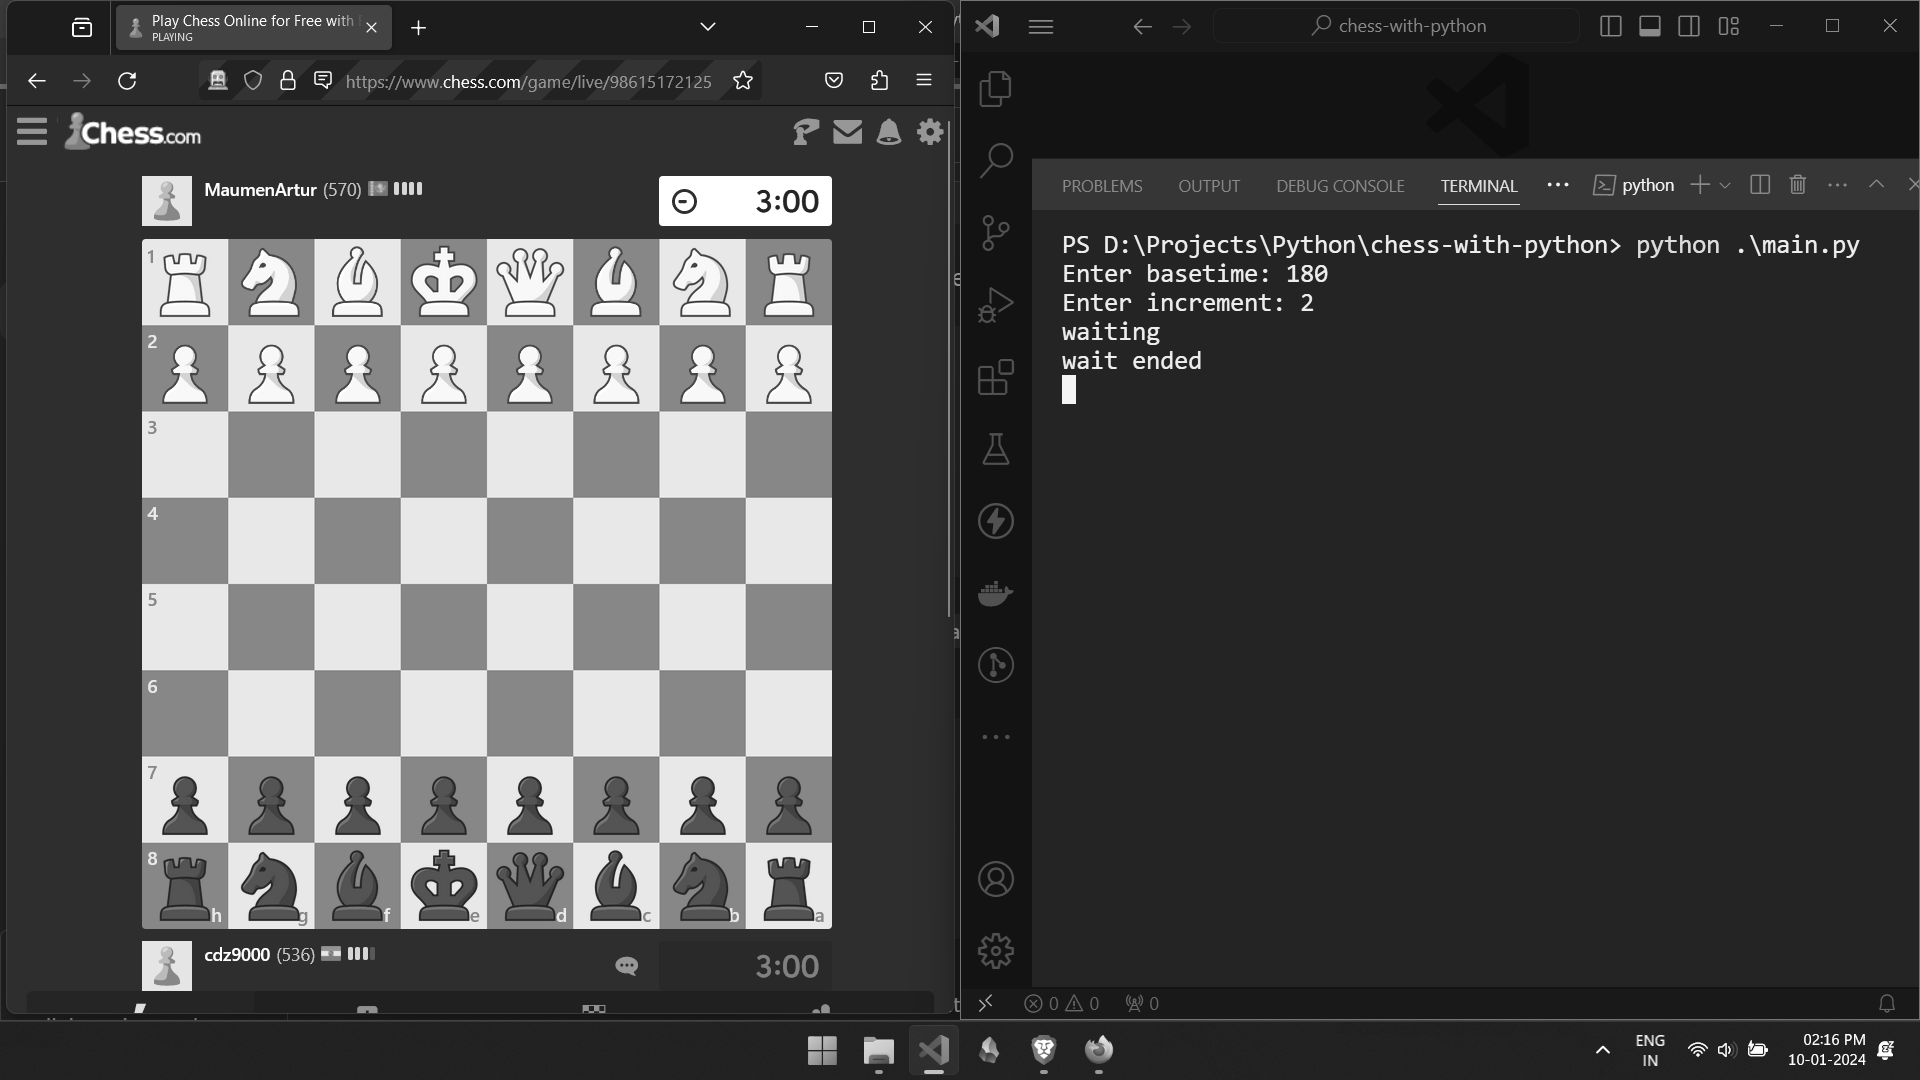 Play Chess Online for Free with
PLAYING
https://www.chess.com/game/live/98615172125
Chess.com
MaumenArtur (570)
3:00
1
2
3
4
5
6
7
8
h g f e d c b a
cdz9000 (536)
3:00
chess-with-python
PROBLEMS OUTPUT DEBUG CONSOLE TERMINAL ... python
PS D:\Projects\Python\chess-with-python> python .\main.py
Enter basetime: 180
Enter increment: 2
waiting
wait ended
0 0 0
ENG
IN
02:16 PM
10-01-2024